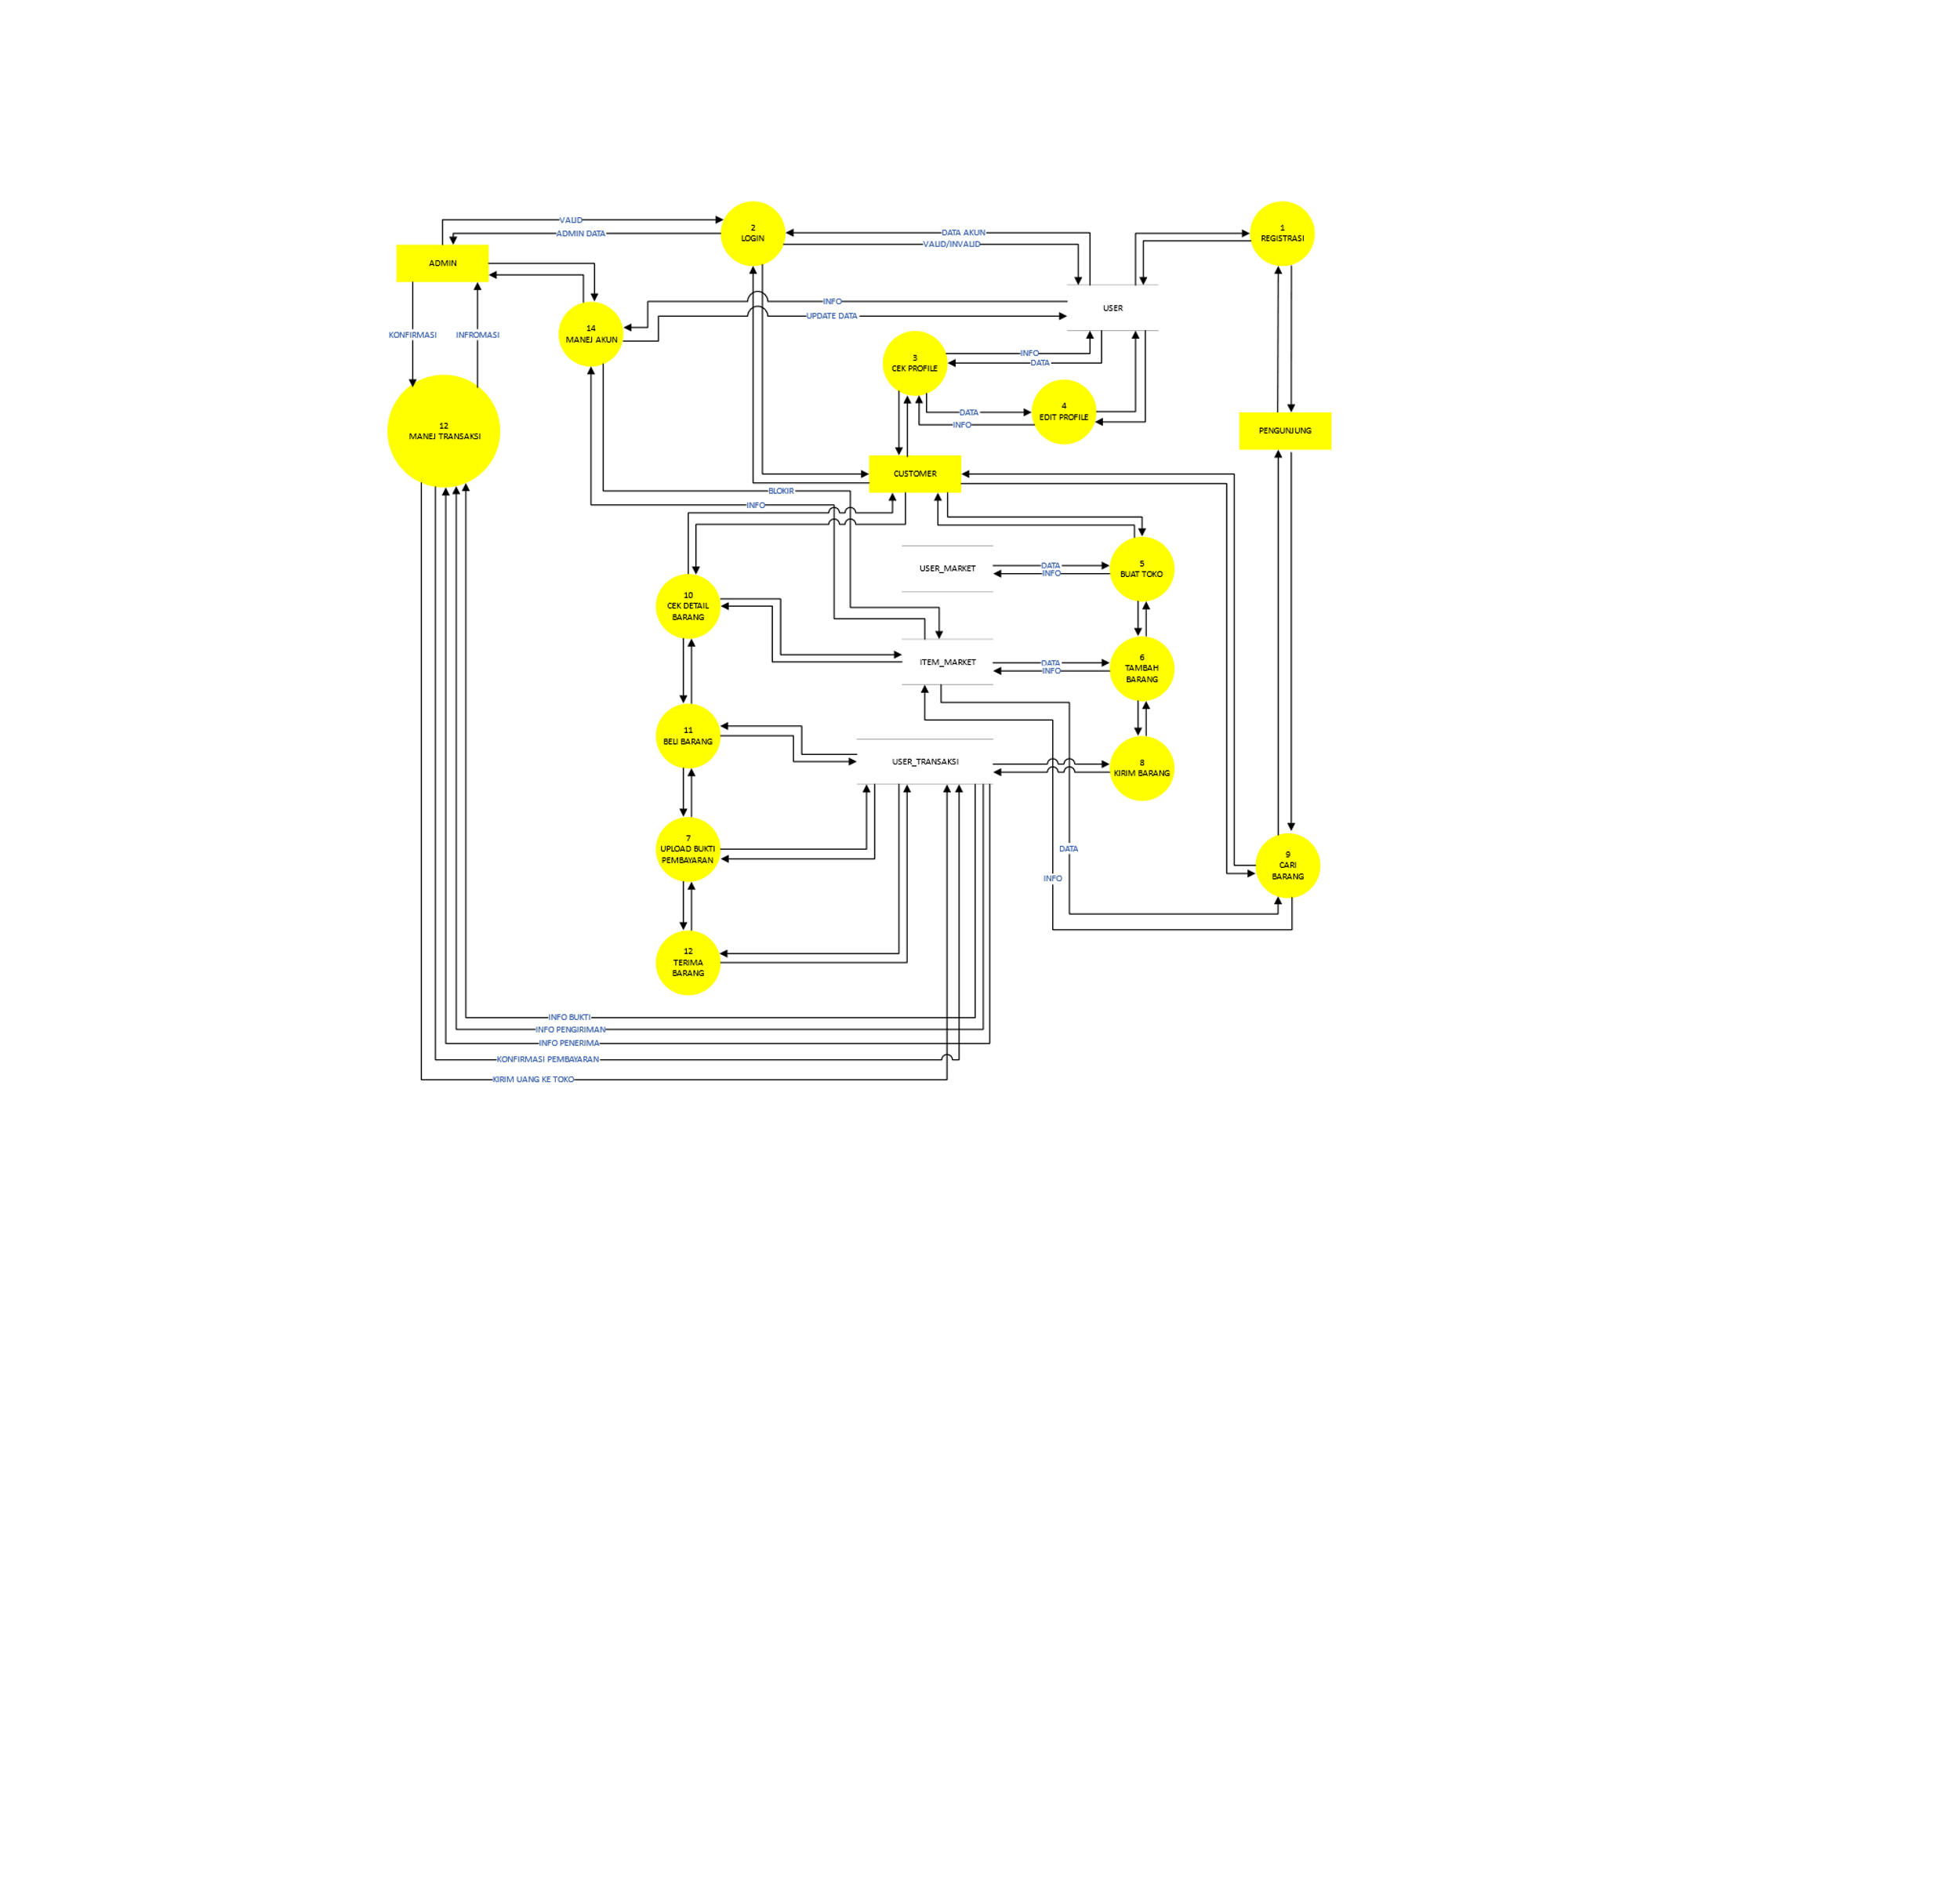 VALID
ADMIN DATA
2
LOGIN
DATA AKUN
VALID/INVALID
1
REGISTRASI
ADMIN
INFO
UPDATE DATA
USER
14
MANEJ AKUN
KONFIRMASI
INFROMASI
3
CEK PROFILE
INFO
DATA
4
EDIT PROFILE
DATA
INFO
12
MANEJ TRANSAKSI
PENGUNJUNG
CUSTOMER
BLOKIR
INFO
USER_MARKET
DATA
INFO
5
BUAT TOKO
10
CEK DETAIL
BARANG
ITEM_MARKET
DATA
INFO
6
TAMBAH
BARANG
11
BELI BARANG
USER_TRANSAKSI
8
KIRIM BARANG
7
UPLOAD BUKTI
PEMBAYARAN
DATA
INFO
9
CARI
BARANG
12
TERIMA
BARANG
INFO BUKTI
INFO PENGIRIMAN
INFO PENERIMA
KONFIRMASI PEMBAYARAN
KIRIM UANG KE TOKO